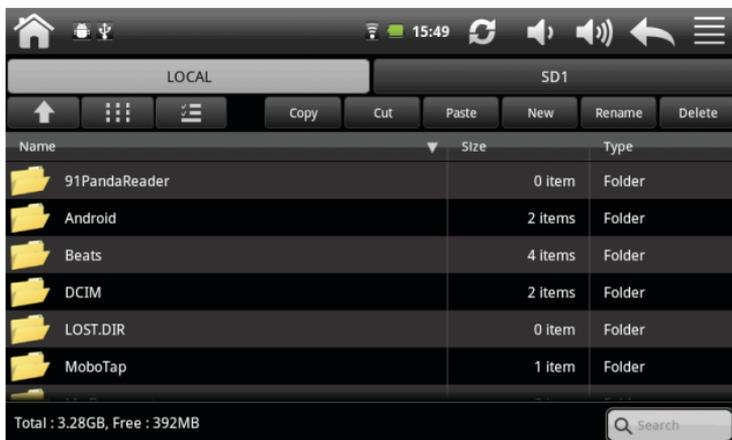 15:49
LOCAL SD1
Copy Cut Paste New Rename Delete
Name Size Type
91PandaReader 0 item Folder
Android 2 items Folder
Beats 4 items Folder
DCIM 2 items Folder
LOST.DIR 0 item Folder
MoboTap 1 item Folder
Total : 3.28GB, Free : 392MB Search